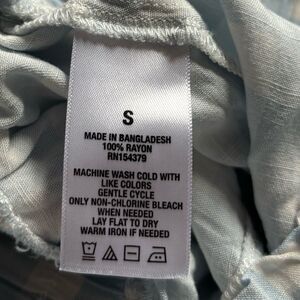 S
MADE IN BANGLADESH
100% RAYON
RN154379
MACHINE WASH COLD WITH
LIKE COLORS
GENTLE CYCLE
ONLY NON-CHLORINE BLEACH
WHEN NEEDED
LAY FLAT TO DRY
WARM IRON IF NEEDED